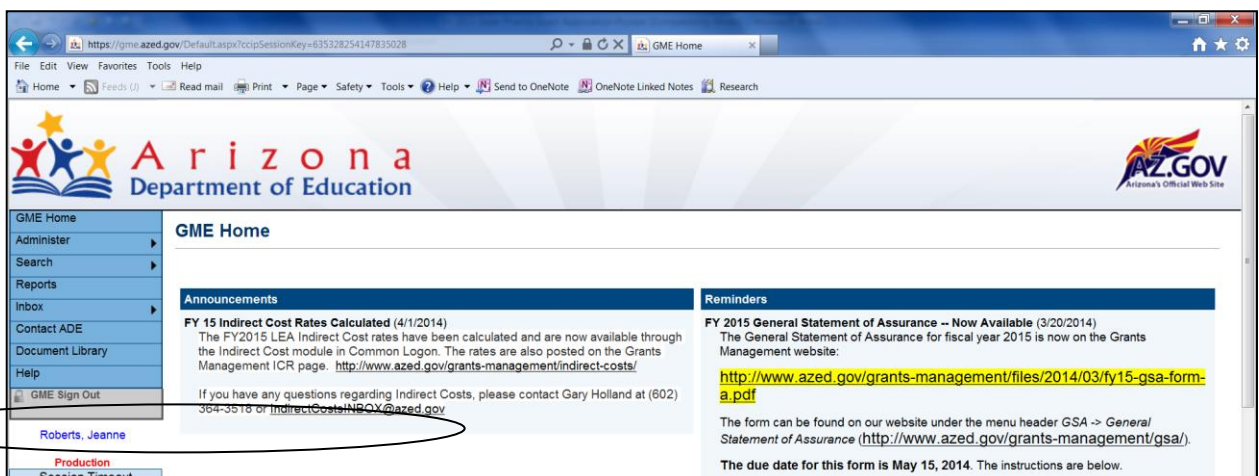 https://gme.azed.gov/Default.aspx?ccipSessionKey=635328254147835028
GME Home
File Edit View Favorites Tools Help
Home Feeds (J) Read mail Print Page Safety Tools Help Send to OneNote OneNote Linked Notes Research
Arizona
Department of Education
AZ.GOV
Arizona's Official Web Site
GME Home
Administer
Search
Reports
Inbox
Contact ADE
Document Library
Help
GME Sign Out
Roberts, Jeanne
Production
Session Timeout
GME Home
Announcements
FY 15 Indirect Cost Rates Calculated (4/1/2014)
The FY2015 LEA Indirect Cost rates have been calculated and are now available through
the Indirect Cost module in Common Logon. The rates are also posted on the Grants
Management ICR page. http://www.azed.gov/grants-management/indirect-costs/
If you have any questions regarding Indirect Costs, please contact Gary Holland at (602)
364-3518 or IndirectCostsINBOX@azed.gov
Reminders
FY 2015 General Statement of Assurance -- Now Available (3/20/2014)
The General Statement of Assurance for fiscal year 2015 is now on the Grants
Management website:
http://www.azed.gov/grants-management/files/2014/03/fy15-gsa-form-
a.pdf
The form can be found on our website under the menu header GSA -> General
Statement of Assurance (http://www.azed.gov/grants-management/gsa/).
The due date for this form is May 15, 2014. The instructions are below.